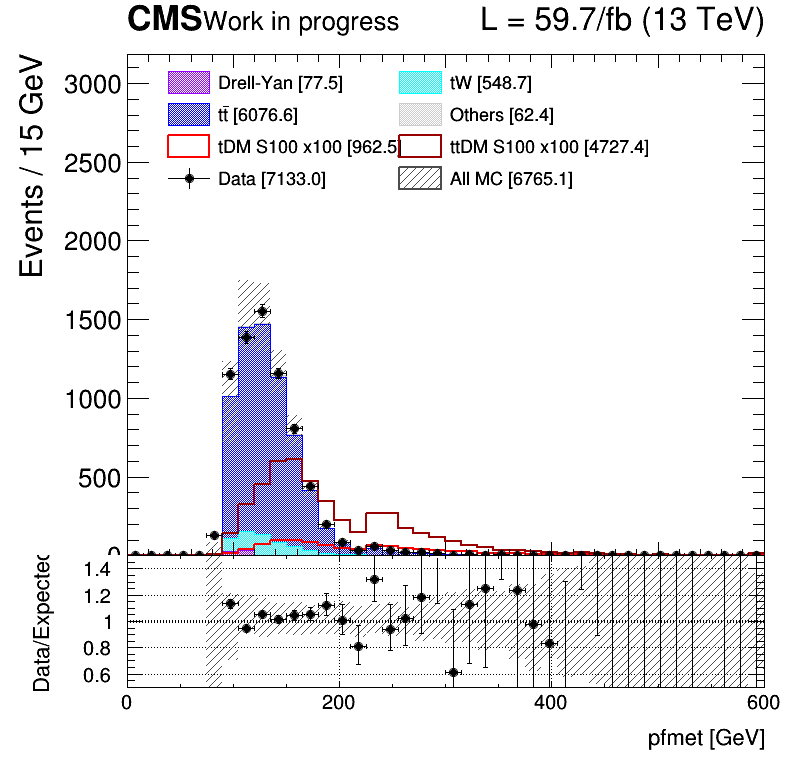 CMS Work in progress L = 59.7/fb (13 TeV)
Events / 15 GeV
3000
2500
2000
1500
1000
500
0
Drell-Yan [77.5] tW [548.7]
tt̄ [6076.6] Others [62.4]
tDM S100 x100 [962.5] ttDM S100 x100 [4727.4]
Data [7133.0] All MC [6765.1]
Data/Expected
1.4
1.2
1
0.8
0.6
0 200 400 600
pfmet [GeV]